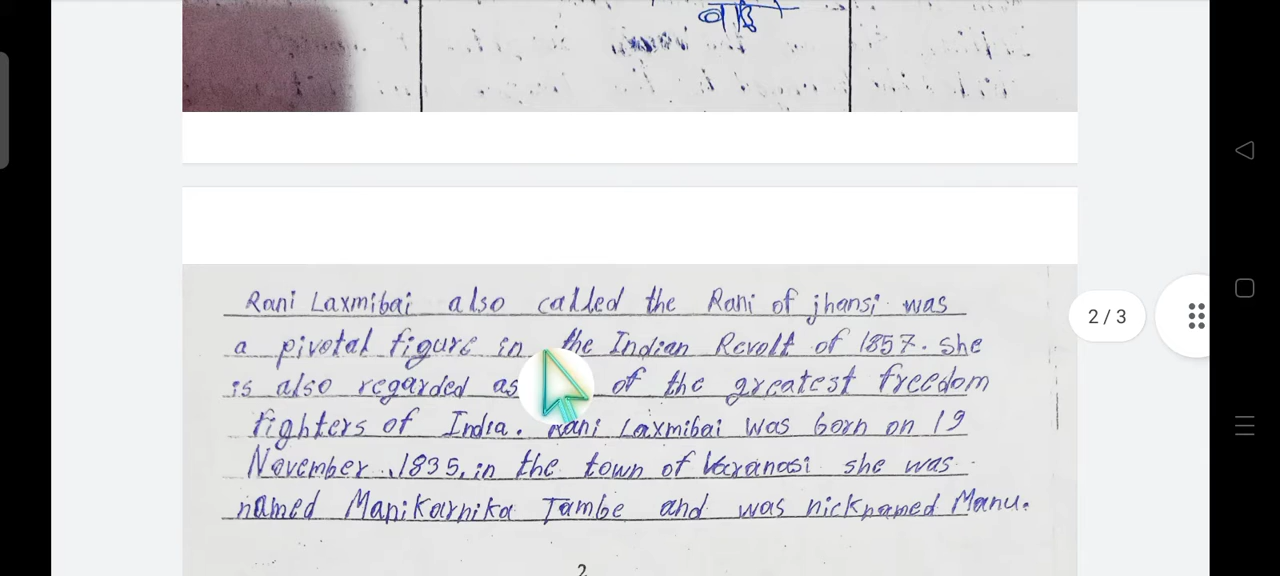 बाई
Rani Laxmibai also called the Rani of jhansi was
a pivotal figure in the Indian Revolt of 1857. She
is also regarded as of the greatest freedom
fighters of India. Rani Laxmibai was born on 19
November, 1835, in the town of Varanasi she was
named Manikarnika Tambe and was nicknamed Manu.
2
2 / 3